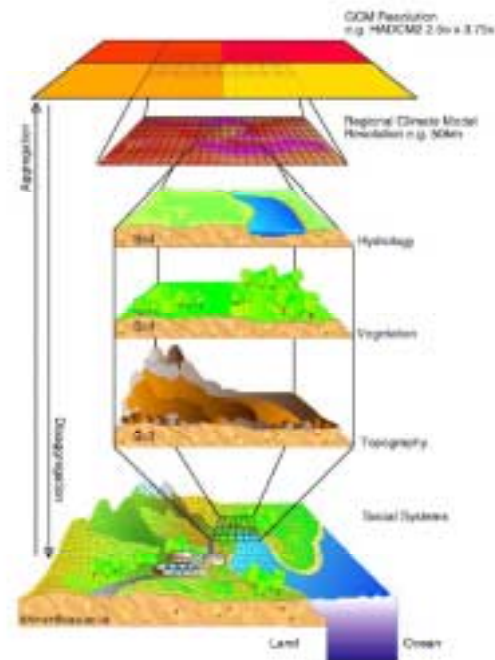 GCM Resolution
e.g. HADCM2 2.5º x 3.75º
Regional Climate Model
Resolution e.g. 50km
Aggregation
Hydrology
Vegetation
Topography
Disaggregation
Social Systems
Land
Ocean